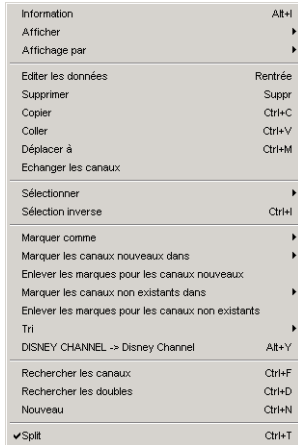 Information Alt+I
Afficher
Affichage par
Editer les données Rentrée
Supprimer Suppr
Copier Ctrl+C
Coller Ctrl+V
Déplacer à Ctrl+M
Echanger les canaux
Sélectionner
Sélection inverse Ctrl+I
Marquer comme
Marquer les canaux nouveaux dans
Enlever les marques pour les canaux nouveaux
Marquer les canaux non existants dans
Enlever les marques pour les canaux non existants
Tri
DISNEY CHANNEL -> Disney Channel Alt+Y
Rechercher les canaux Ctrl+F
Rechercher les doubles Ctrl+D
Nouveau Ctrl+N
Split Ctrl+T